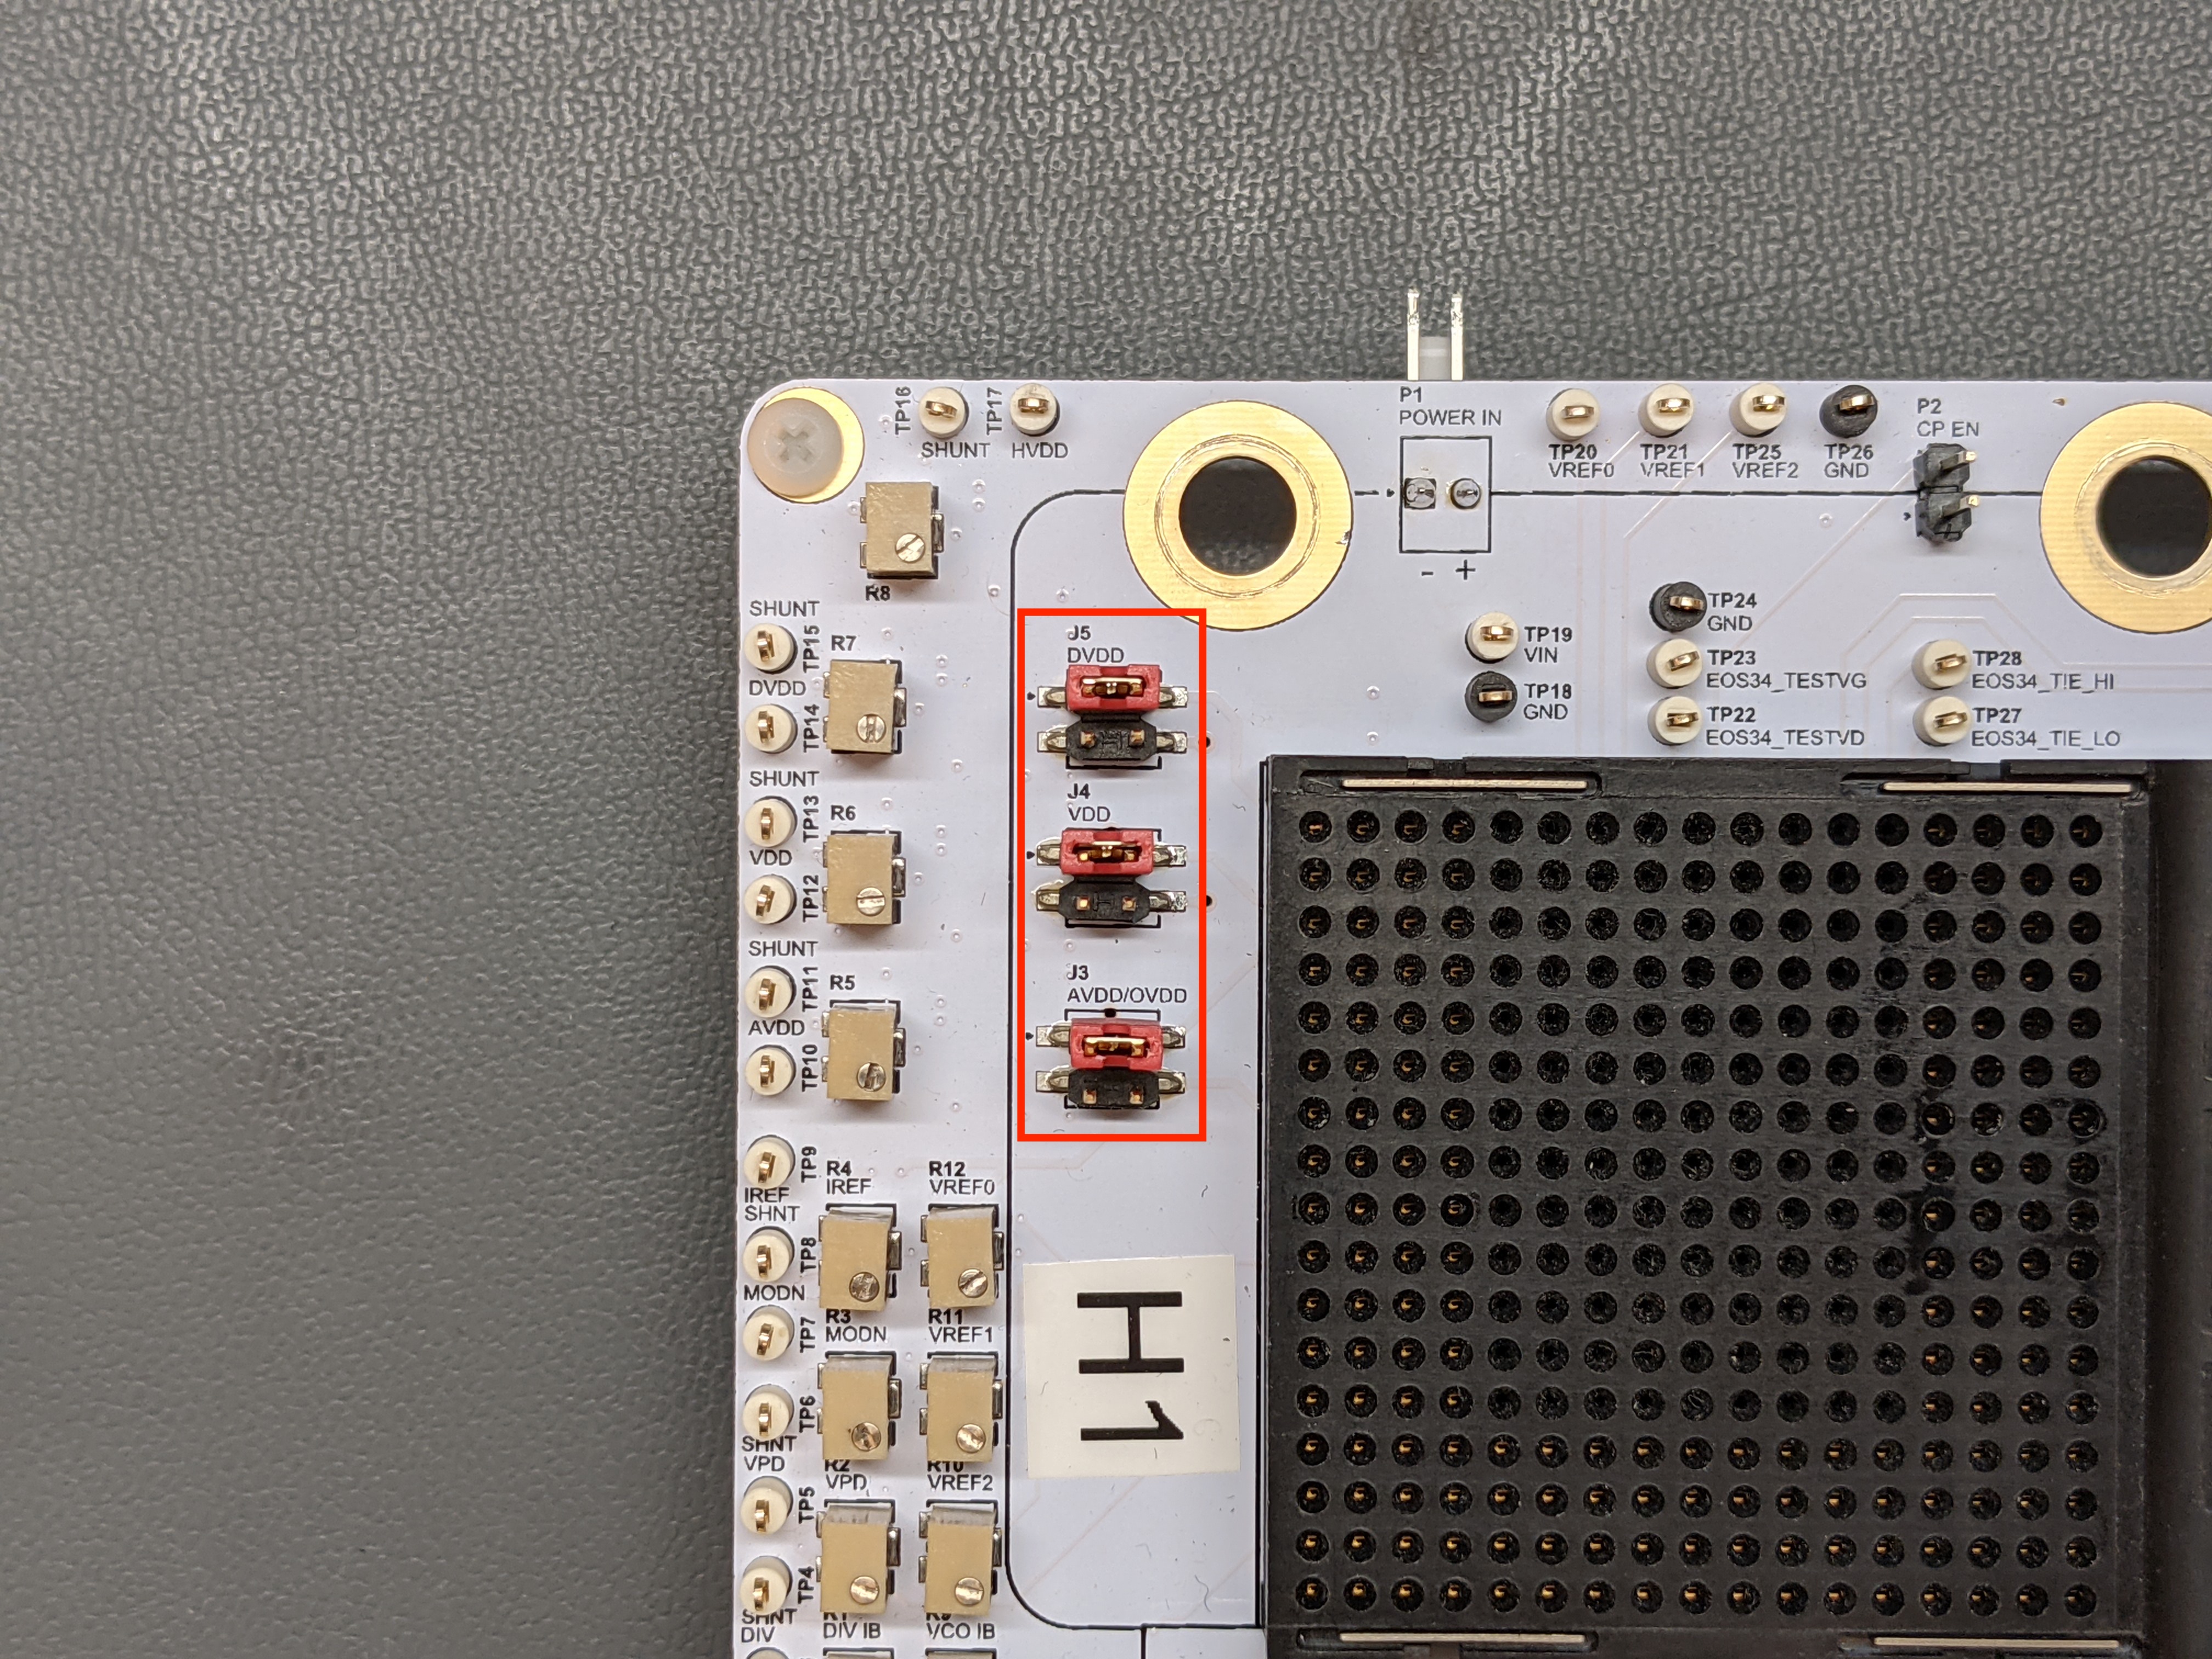 TP16
SHUNT
TP17
HVDD
P1
POWER IN
- +
TP20
VREF0
TP21
VREF1
TP25
VREF2
TP26
GND
P2
CP EN
R8
SHUNT
TP15
R7
DVDD
TP14
SHUNT
TP13
R6
VDD
TP12
SHUNT
TP11
R5
AVDD
TP10
J5
DVDD
J4
VDD
J3
AVDD/OVDD
TP19
VIN
TP18
GND
TP24
GND
TP23
EOS34_TESTVG
TP22
EOS34_TESTVD
TP28
EOS34_TIE_HI
TP27
EOS34_TIE_LO
TP9
IREF
SHNT
R4
IREF
R12
VREF0
TP8
MODN
TP7
R3
MODN
R11
VREF1
TP6
SHNT
VPD
R2
VPD
R10
VREF2
TP5
TP4
SHNT
DIV
R1
DIV IB
R9
VCO IB
H1